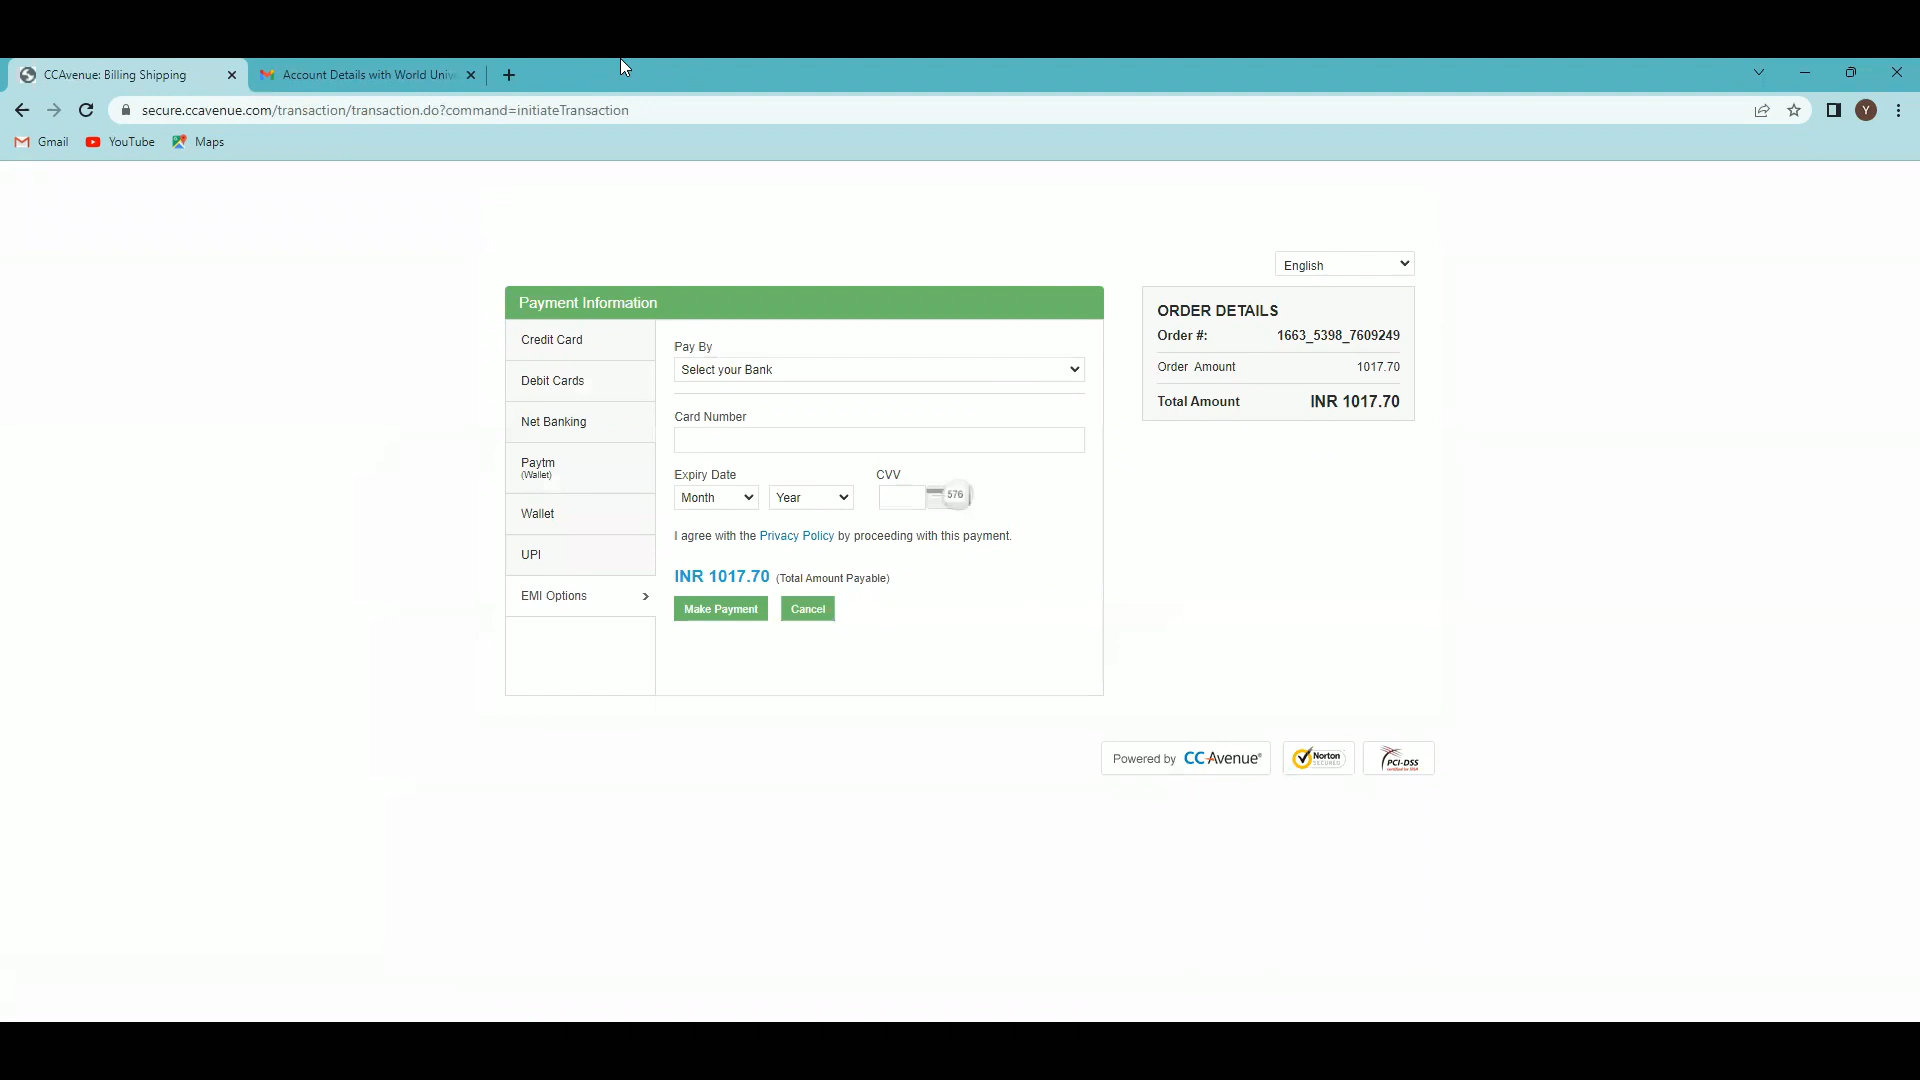 CCAvenue: Billing Shipping
Account Details with World Univ
secure.ccavenue.com/transaction/transaction.do?command=initiateTransaction
Y
Gmail
YouTube
Maps
English
Payment Information
Credit Card
Debit Cards
Net Banking
Paytm
(Wallet)
Wallet
UPI
EMI Options
Pay By
Select your Bank
Card Number
Expiry Date
CVV
Month
Year
576
I agree with the Privacy Policy by proceeding with this payment.
INR 1017.70 (Total Amount Payable)
Make Payment
Cancel
ORDER DETAILS
Order #: 1663_5398_7609249
Order Amount 1017.70
Total Amount INR 1017.70
Powered by CCAvenue®
Norton
SECURED
PCI-DSS